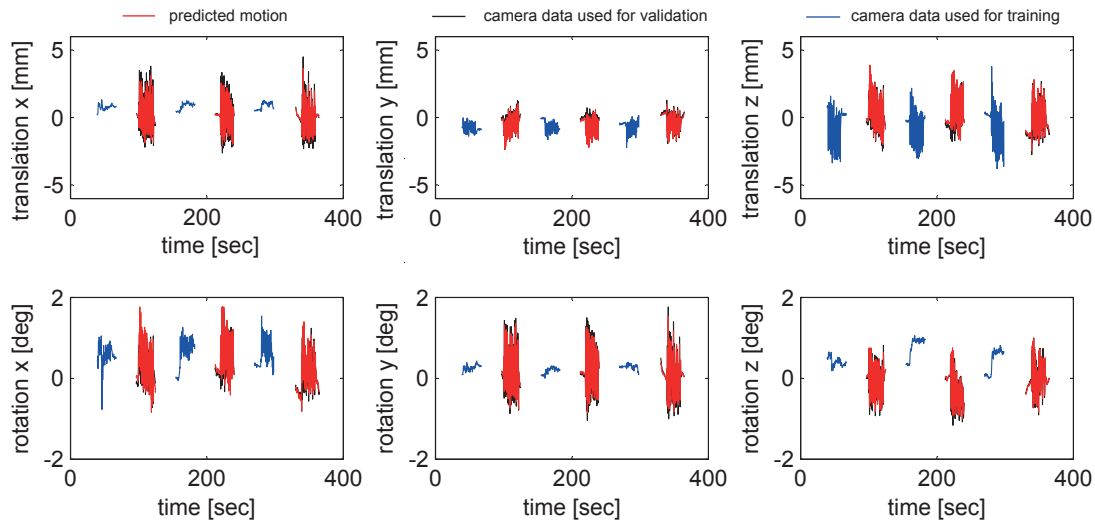 predicted motion camera data used for validation camera data used for training
translation x [mm]
5
0
-5
0 200 400
time [sec]
translation y [mm]
5
0
-5
0 200 400
time [sec]
translation z [mm]
5
0
-5
0 200 400
time [sec]
rotation x [deg]
2
0
-2
0 200 400
time [sec]
rotation y [deg]
2
0
-2
0 200 400
time [sec]
rotation z [deg]
2
0
-2
0 200 400
time [sec]